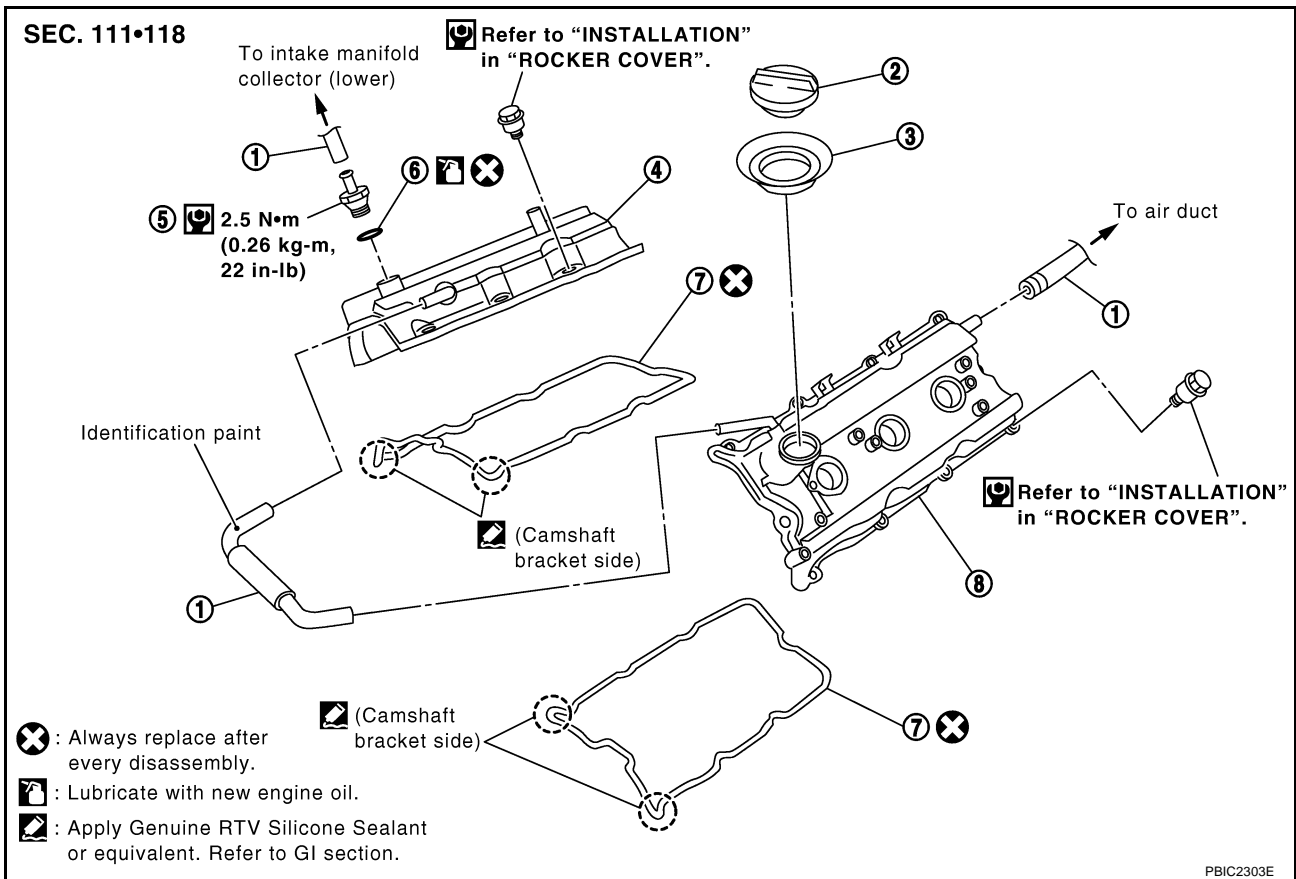 SEC. 111•118
To intake manifold
collector (lower)
Refer to “INSTALLATION”
in “ROCKER COVER”.
2
3
1
6
4
5 2.5 N•m
(0.26 kg-m,
22 in-lb)
To air duct
7
1
Identification paint
Refer to “INSTALLATION”
in “ROCKER COVER”.
(Camshaft
bracket side)
8
1
(Camshaft
bracket side)
7
: Always replace after
every disassembly.
: Lubricate with new engine oil.
: Apply Genuine RTV Silicone Sealant
or equivalent. Refer to GI section.
PBIC2303E